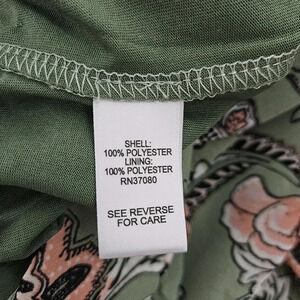 SHELL:
100% POLYESTER
LINING:
100% POLYESTER
RN37080
SEE REVERSE
FOR CARE